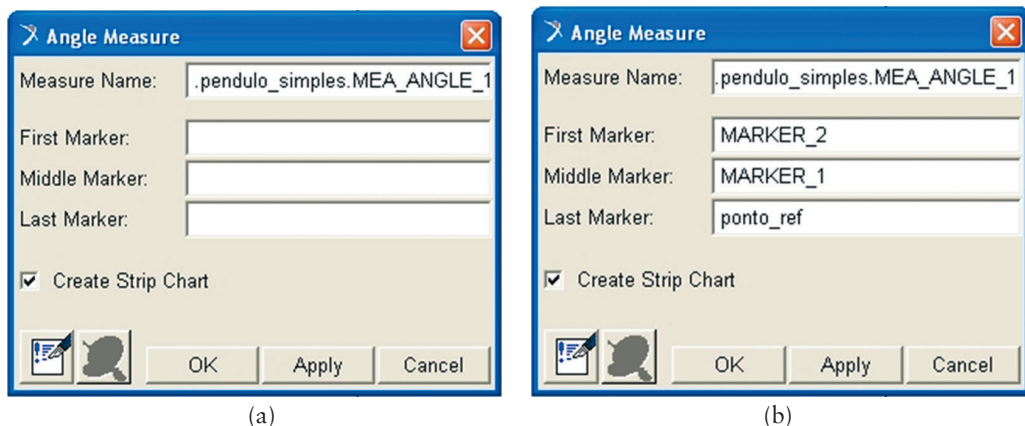 Angle Measure
Measure Name: .pendulo_simples.MEA_ANGLE_1
First Marker:
Middle Marker:
Last Marker:
Create Strip Chart
OK Apply Cancel
(a)
Angle Measure
Measure Name: .pendulo_simples.MEA_ANGLE_1
First Marker: MARKER_2
Middle Marker: MARKER_1
Last Marker: ponto_ref
Create Strip Chart
OK Apply Cancel
(b)